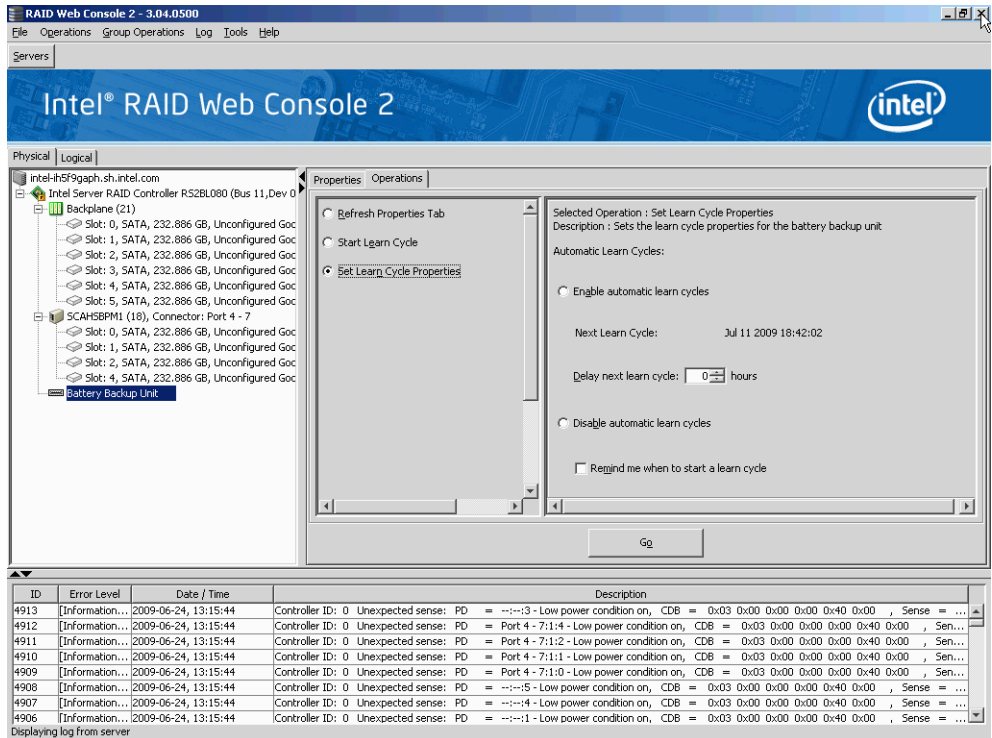 RAID Web Console 2 - 3.04.0500
File Operations Group Operations Log Tools Help
Servers
Intel® RAID Web Console 2
intel
Physical Logical
intel-ih5f9gaph.sh.intel.com
Intel Server RAID Controller RS2BL080 (Bus 11,Dev 0
Backplane (21)
Slot: 0, SATA, 232.886 GB, Unconfigured Goo
Slot: 1, SATA, 232.886 GB, Unconfigured Goo
Slot: 2, SATA, 232.886 GB, Unconfigured Goo
Slot: 3, SATA, 232.886 GB, Unconfigured Goo
Slot: 4, SATA, 232.886 GB, Unconfigured Goo
Slot: 5, SATA, 232.886 GB, Unconfigured Goo
SCAHSBPM1 (18), Connector: Port 4 - 7
Slot: 0, SATA, 232.886 GB, Unconfigured Goo
Slot: 1, SATA, 232.886 GB, Unconfigured Goo
Slot: 2, SATA, 232.886 GB, Unconfigured Goo
Slot: 4, SATA, 232.886 GB, Unconfigured Goo
Battery Backup Unit
Properties Operations
Refresh Properties Tab
Start Learn Cycle
Set Learn Cycle Properties
Selected Operation : Set Learn Cycle Properties
Description : Sets the learn cycle properties for the battery backup unit
Automatic Learn Cycles:
Enable automatic learn cycles
Next Learn Cycle: Jul 11 2009 18:42:02
Delay next learn cycle: 0 hours
Disable automatic learn cycles
Remind me when to start a learn cycle
Go
ID Error Level Date / Time Description
4913 [Information... 2009-06-24, 13:15:44 Controller ID: 0 Unexpected sense: PD = --:--:3 - Low power condition on, CDB = 0x03 0x00 0x00 0x00 0x40 0x00 , Sense = ...
4912 [Information... 2009-06-24, 13:15:44 Controller ID: 0 Unexpected sense: PD = Port 4 - 7:1:4 - Low power condition on, CDB = 0x03 0x00 0x00 0x00 0x40 0x00 , Sen...
4911 [Information... 2009-06-24, 13:15:44 Controller ID: 0 Unexpected sense: PD = Port 4 - 7:1:2 - Low power condition on, CDB = 0x03 0x00 0x00 0x00 0x40 0x00 , Sen...
4910 [Information... 2009-06-24, 13:15:44 Controller ID: 0 Unexpected sense: PD = Port 4 - 7:1:1 - Low power condition on, CDB = 0x03 0x00 0x00 0x00 0x40 0x00 , Sen...
4909 [Information... 2009-06-24, 13:15:44 Controller ID: 0 Unexpected sense: PD = Port 4 - 7:1:0 - Low power condition on, CDB = 0x03 0x00 0x00 0x00 0x40 0x00 , Sen...
4908 [Information... 2009-06-24, 13:15:44 Controller ID: 0 Unexpected sense: PD = --:--:5 - Low power condition on, CDB = 0x03 0x00 0x00 0x00 0x40 0x00 , Sense = ...
4907 [Information... 2009-06-24, 13:15:44 Controller ID: 0 Unexpected sense: PD = --:--:4 - Low power condition on, CDB = 0x03 0x00 0x00 0x00 0x40 0x00 , Sense = ...
4906 [Information... 2009-06-24, 13:15:44 Controller ID: 0 Unexpected sense: PD = --:--:1 - Low power condition on, CDB = 0x03 0x00 0x00 0x00 0x40 0x00 , Sense = ...
Displaying log from server